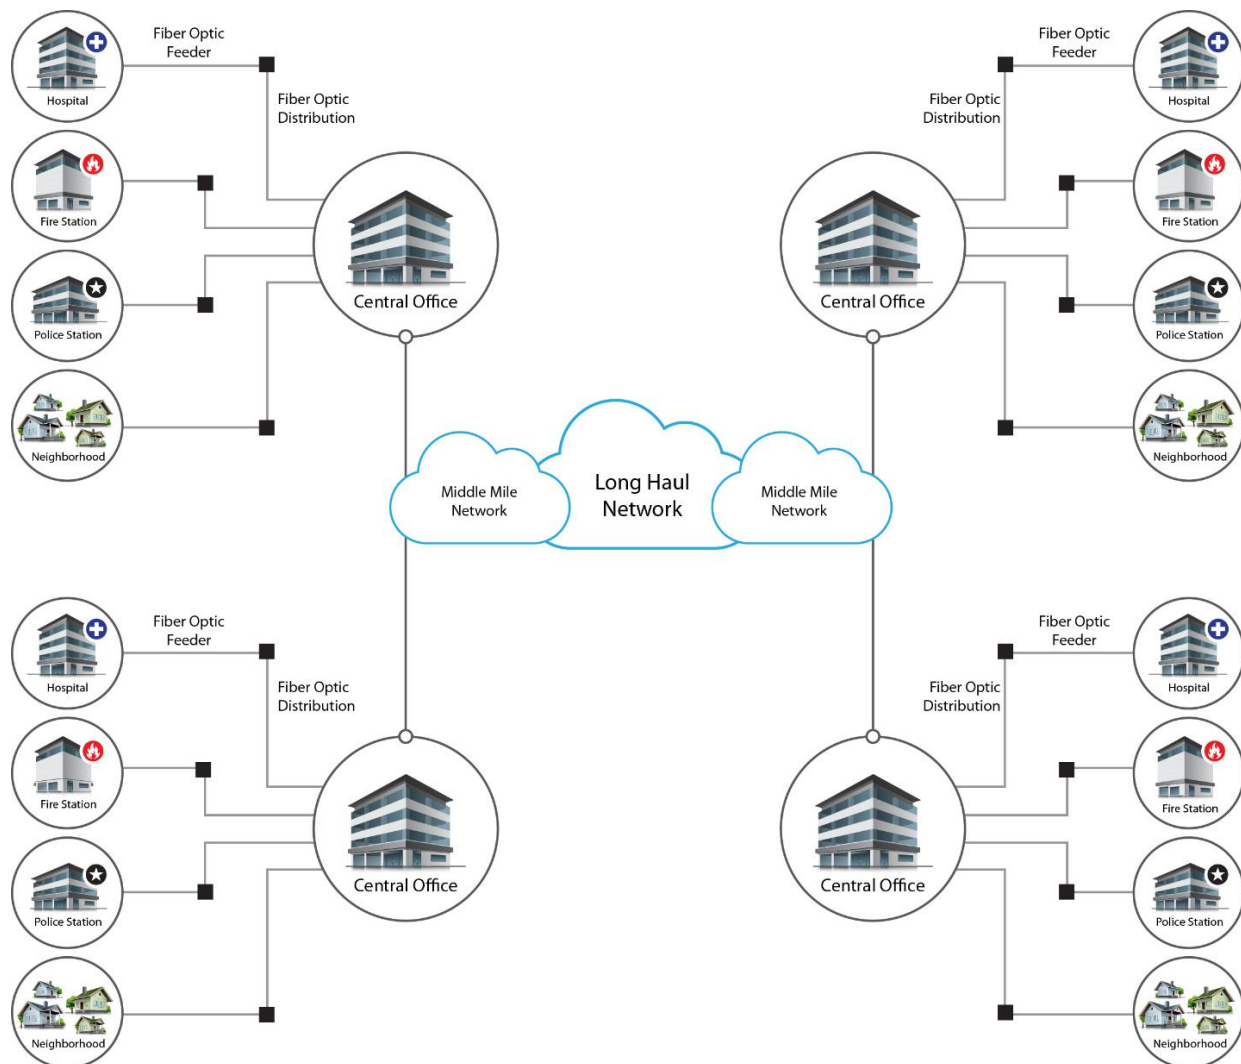 Fiber Optic
Feeder
Hospital
Fiber Optic
Distribution
Fire Station
Police Station
Neighborhood
Central Office
Fiber Optic
Feeder
Hospital
Fiber Optic
Distribution
Fire Station
Police Station
Neighborhood
Central Office
Middle Mile
Network
Long Haul
Network
Middle Mile
Network
Fiber Optic
Feeder
Hospital
Fiber Optic
Distribution
Fire Station
Police Station
Neighborhood
Central Office
Fiber Optic
Feeder
Hospital
Fiber Optic
Distribution
Fire Station
Police Station
Neighborhood
Central Office